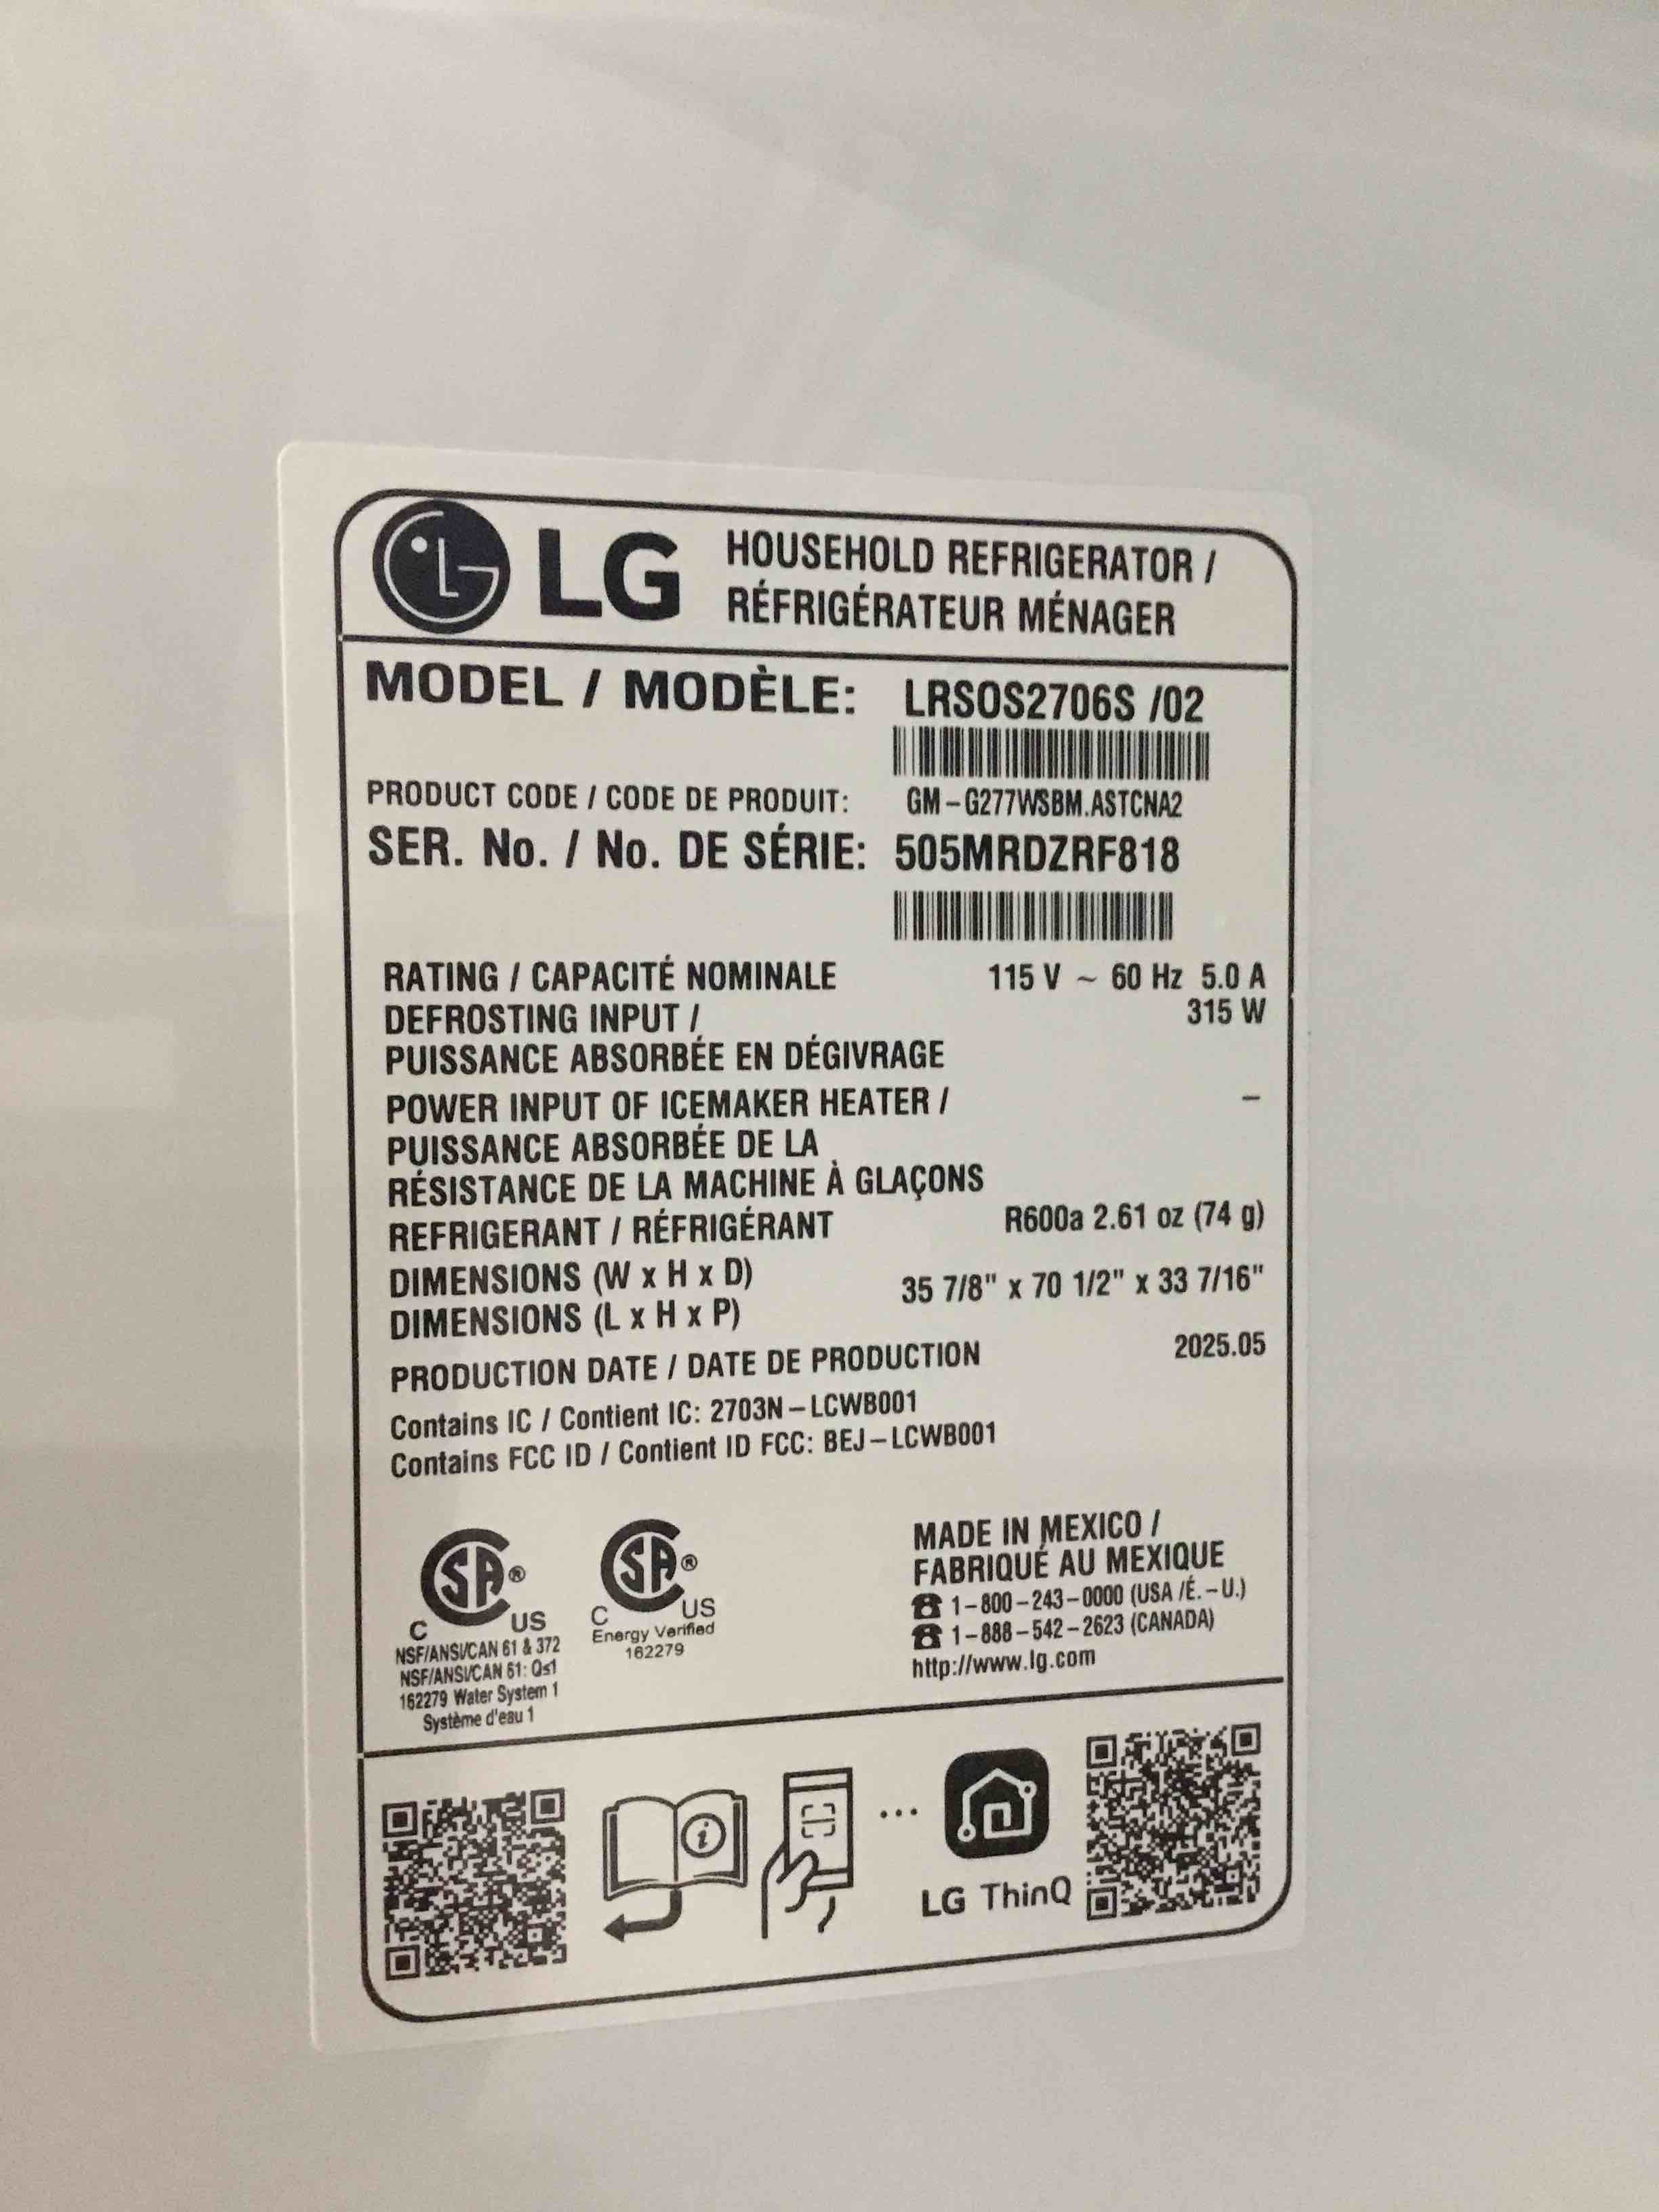 LG HOUSEHOLD REFRIGERATOR /
RÉFRIGÉRATEUR MÉNAGER
MODEL / MODÈLE: LRSOS2706S /02
PRODUCT CODE / CODE DE PRODUIT: GM-G277WSBM.ASTCNA2
SER. No. / No. DE SÉRIE: 505MRDZRF818
RATING / CAPACITÉ NOMINALE 115 V ~ 60 Hz 5.0 A
DEFROSTING INPUT / 315 W
PUISSANCE ABSORBÉE EN DÉGIVRAGE
POWER INPUT OF ICEMAKER HEATER / –
PUISSANCE ABSORBÉE DE LA
RÉSISTANCE DE LA MACHINE À GLAÇONS
REFRIGERANT / RÉFRIGÉRANT R600a 2.61 oz (74 g)
DIMENSIONS (W x H x D) 35 7/8" x 70 1/2" x 33 7/16"
DIMENSIONS (L x H x P)
PRODUCTION DATE / DATE DE PRODUCTION 2025.05
Contains IC / Contient IC: 2703N-LCWB001
Contains FCC ID / Contient ID FCC: BEJ-LCWB001
SA®
C US
NSF/ANSI/CAN 61 & 372
NSF/ANSI/CAN 61: Q≤1
162279 Water System 1
Système d'eau 1
SA®
C US
Energy Verified
162279
MADE IN MEXICO /
FABRIQUÉ AU MEXIQUE
☎ 1-800-243-0000 (USA /É.-U.)
☎ 1-888-542-2623 (CANADA)
http://www.lg.com
i
...
LG ThinQ